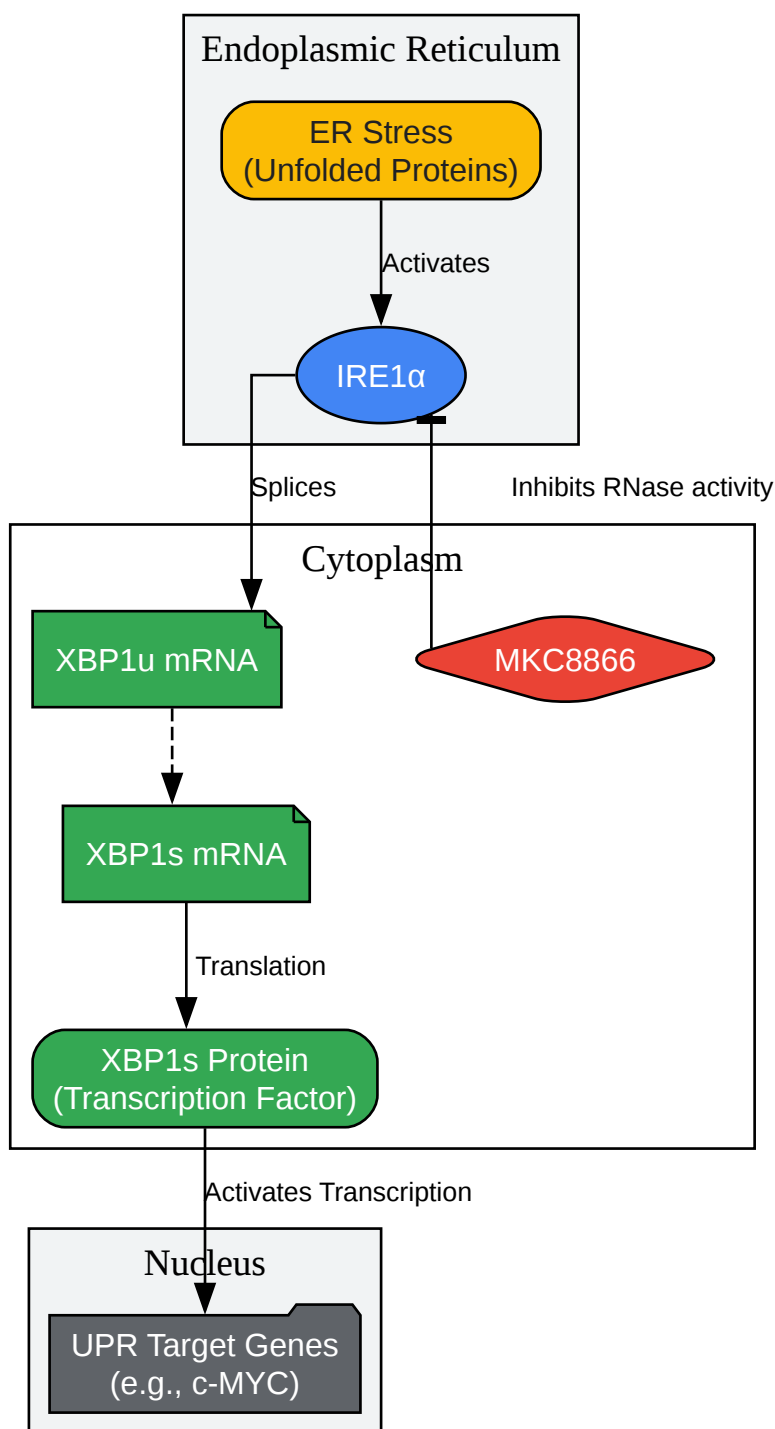 Endoplasmic Reticulum
ER Stress
(Unfolded Proteins)
Activates
IRE1α
Splices
Inhibits RNase activity
Cytoplasm
XBP1u mRNA
MKC8866
XBP1s mRNA
Translation
XBP1s Protein
(Transcription Factor)
Activates Transcription
Nucleus
UPR Target Genes
(e.g., c-MYC)